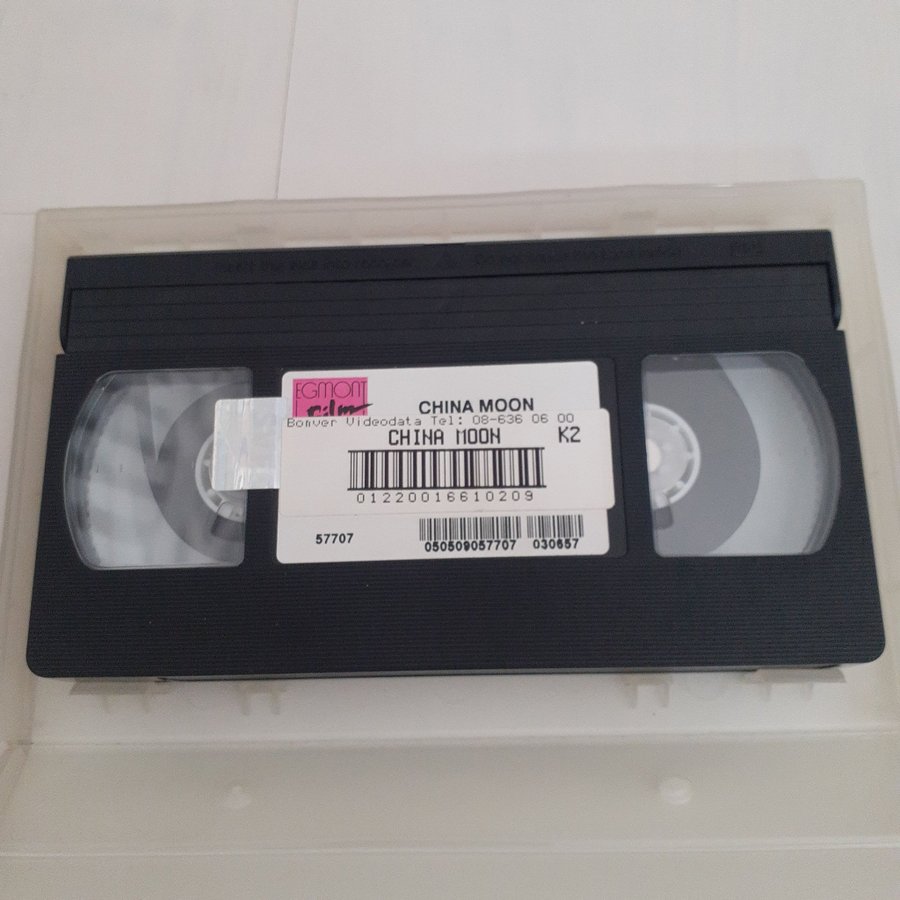 EGMONT
Film
CHINA MOON
Bonver Videodata Tel: 08-636 06 00
CHINA MOON K2
01220016610209
57707
050509057707 030657